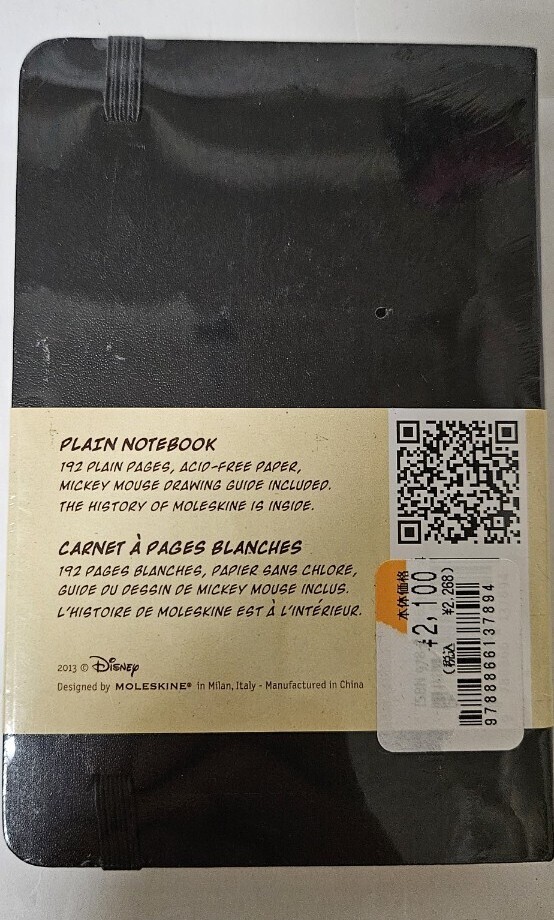 PLAIN NOTEBOOK
192 PLAIN PAGES, ACID-FREE PAPER,
MICKEY MOUSE DRAWING GUIDE INCLUDED.
THE HISTORY OF MOLESKINE IS INSIDE.
CARNET À PAGES BLANCHES
192 PAGES BLANCHES, PAPIER SANS CHLORE,
GUIDE DU DESSIN DE MICKEY MOUSE INCLUS.
L'HISTOIRE DE MOLESKINE EST À L'INTÉRIEUR.
2013 © Disney
Designed by MOLESKINE® in Milan, Italy - Manufactured in China
本体価格
¥2,100
(税込 ¥2,268)
ISBN
9788866137894